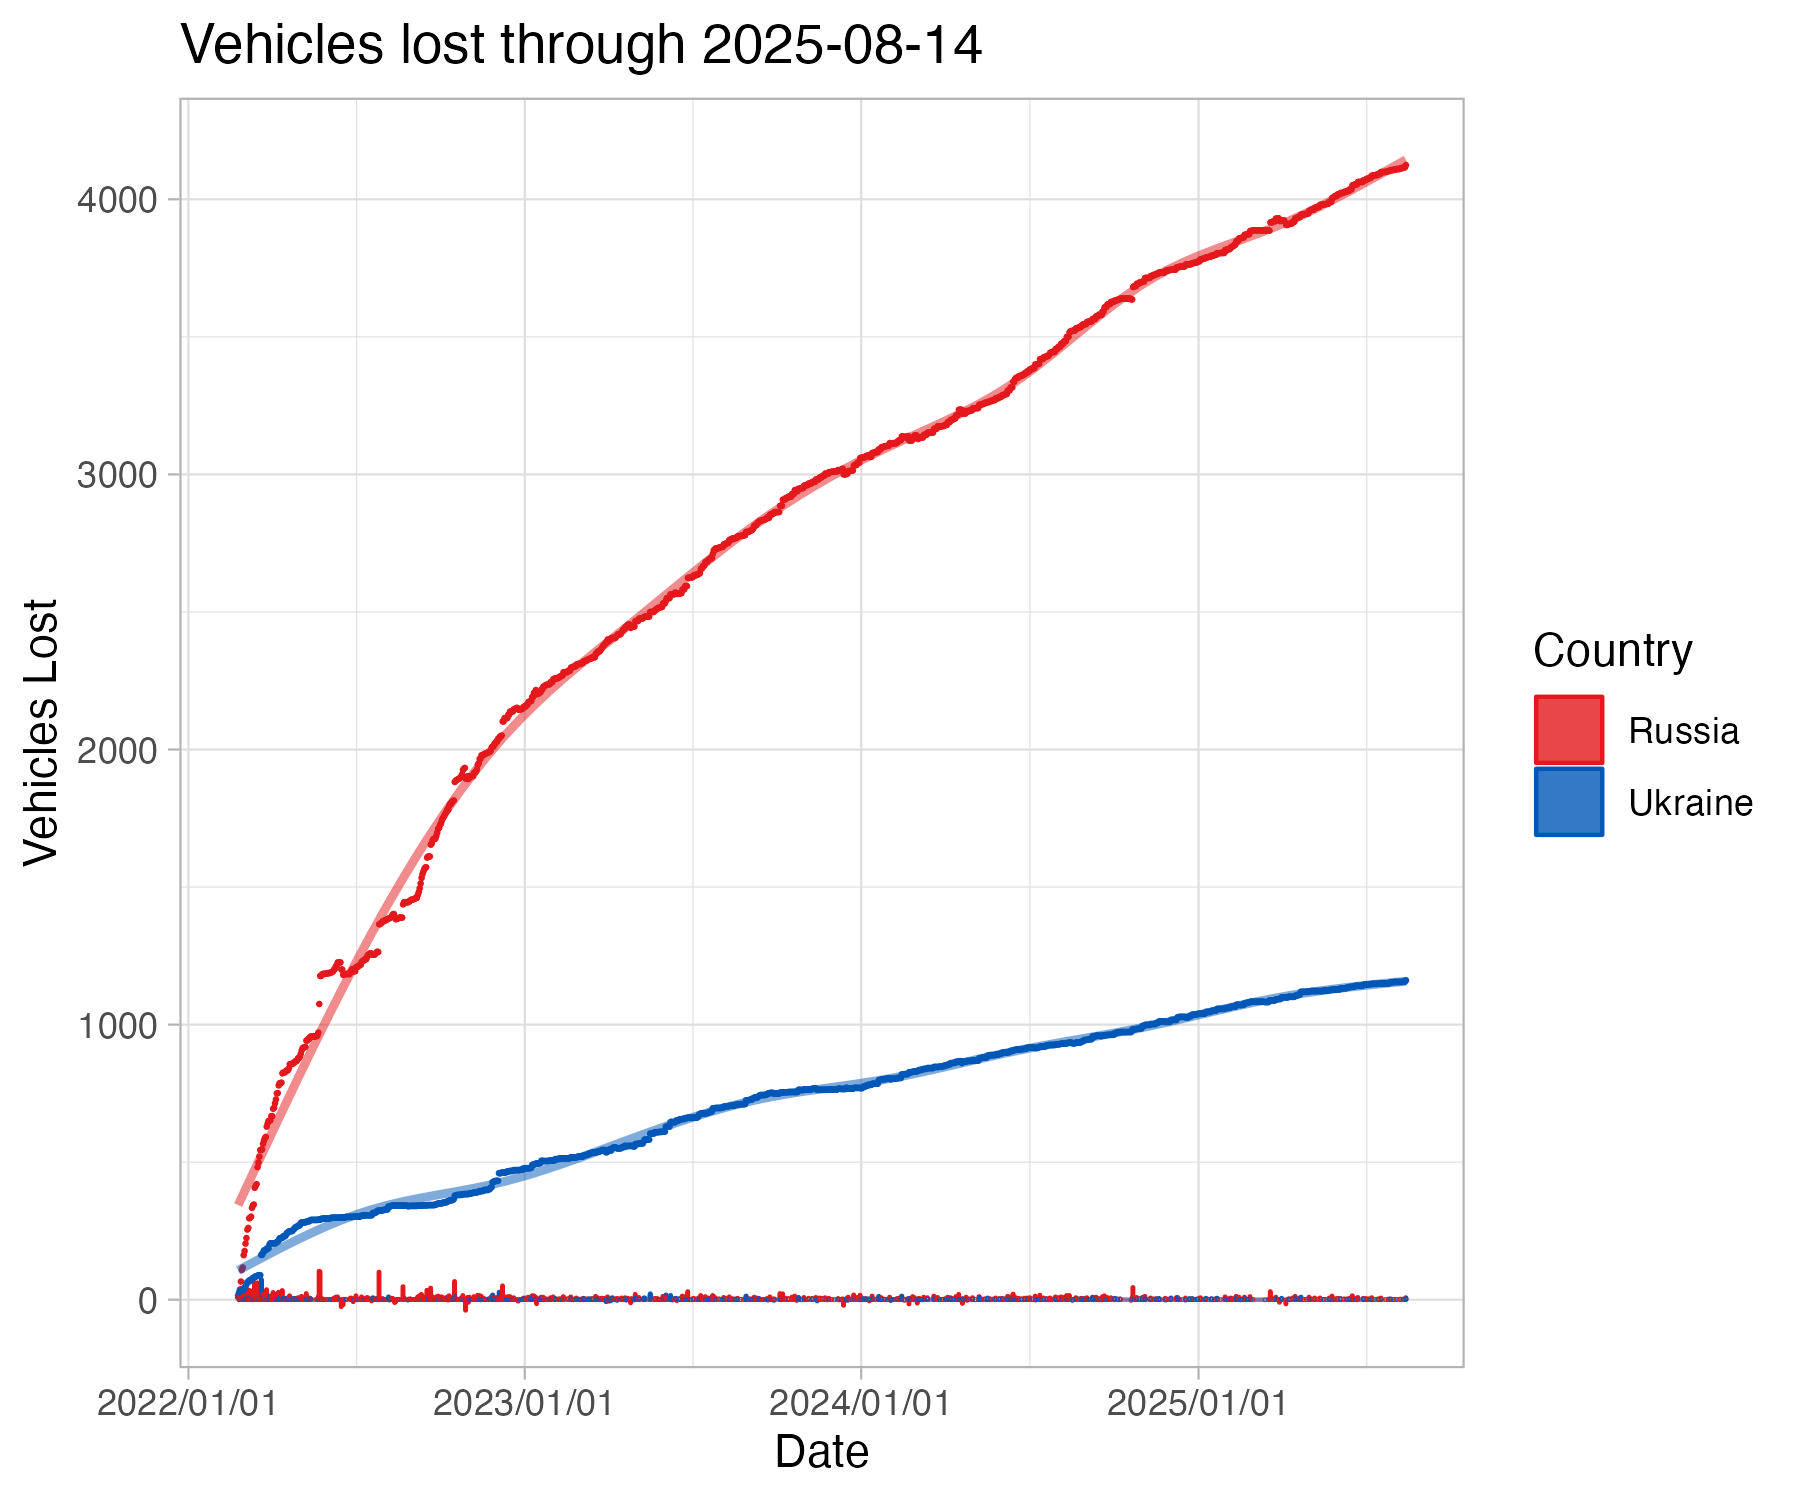 Vehicles lost through 2025-08-14
Vehicles Lost
4000
3000
2000
1000
0
2022/01/01
2023/01/01
2024/01/01
2025/01/01
Date
Country
Russia
Ukraine